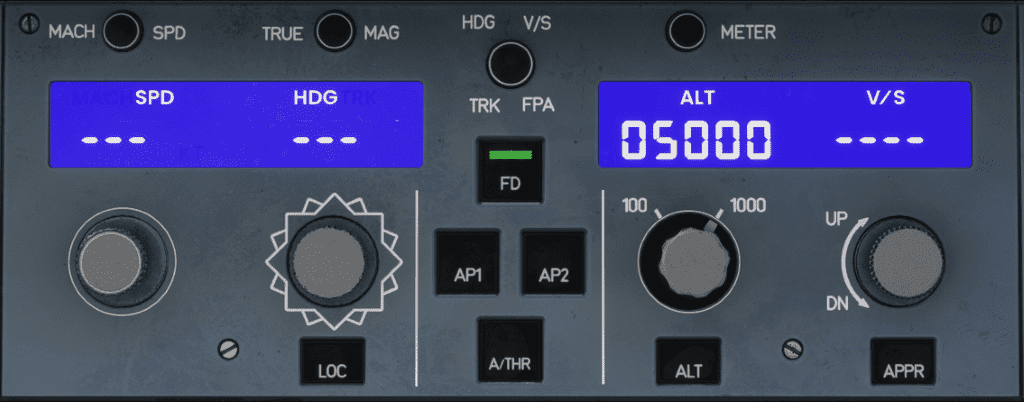 HDG V/S
MACH SPD
TRUE MAG
METER
TRK FPA
SPD
HDG
ALT
V/S
---
---
05000
----
FD
100
1000
UP
DN
AP1
AP2
LOC
A/THR
ALT
APPR